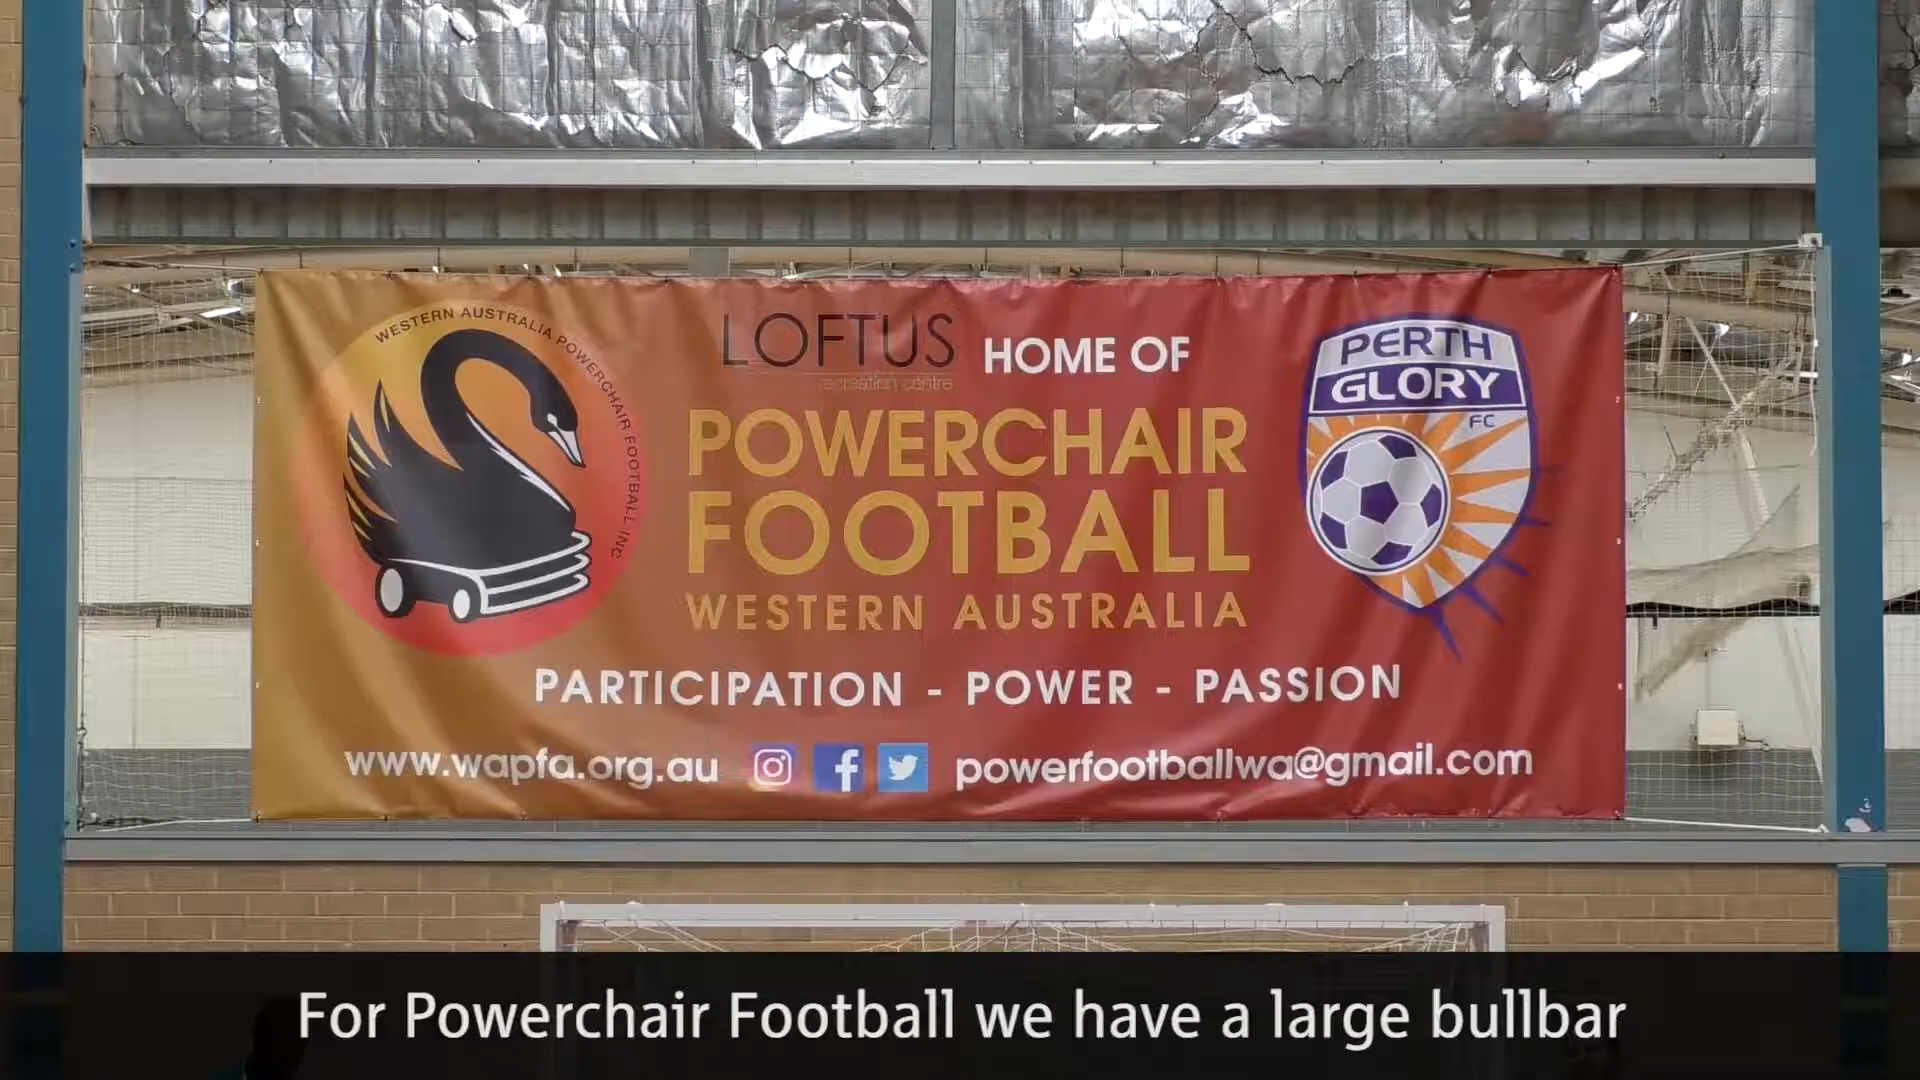 WESTERN AUSTRALIA POWERCHAIR FOOTBALL INC
LOFTUS
recreation centre
HOME OF
POWERCHAIR
FOOTBALL
WESTERN AUSTRALIA
PERTH
GLORY
FC
PARTICIPATION - POWER - PASSION
www.wapfa.org.au
powerfootballwa@gmail.com
For Powerchair Football we have a large bullbar